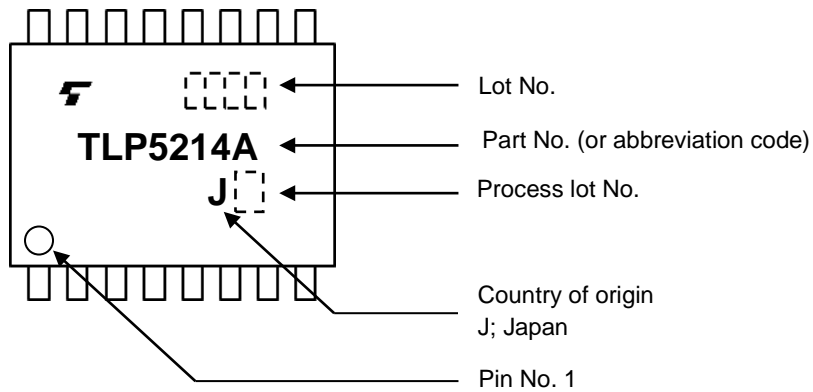 Lot No.
TLP5214A
Part No. (or abbreviation code)
J
Process lot No.
Country of origin
J; Japan
Pin No. 1